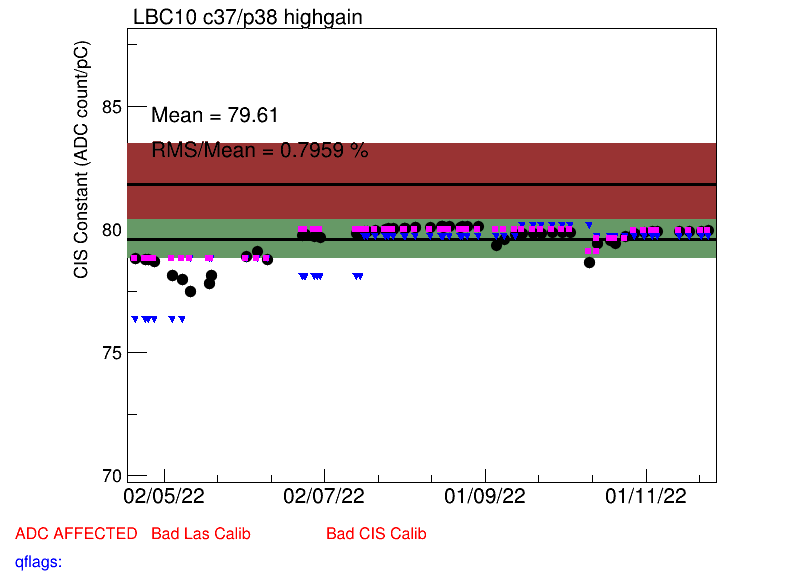 LBC10 c37/p38 highgain
CIS Constant (ADC count/pC)
85
Mean = 79.61
RMS/Mean = 0.7959 %
80
75
70
02/05/22 02/07/22 01/09/22 01/11/22
ADC AFFECTED Bad Las Calib Bad CIS Calib
qflags: